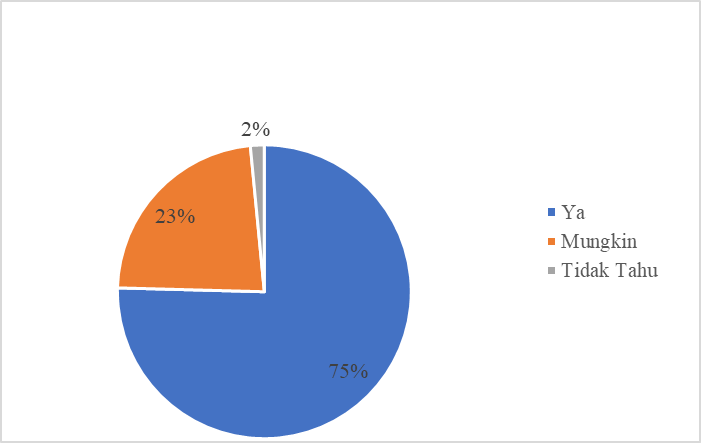 2%
23%
75%
Ya
Mungkin
Tidak Tahu